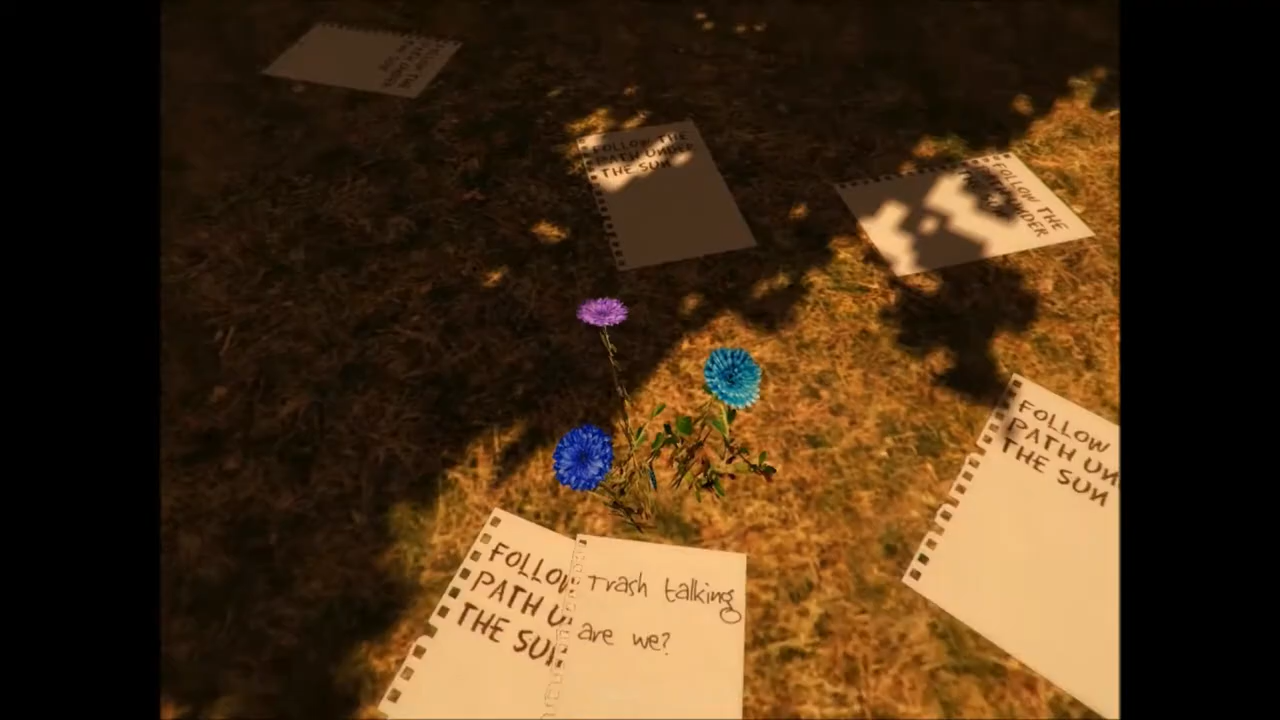 FOLLOW THE
PATH UNDER
THE SUN
FOLLOW THE
UNDER
FOLLOW
PATH UN
THE SUN
FOLLOW
PATH U
THE SUN
Trash talking
are we?